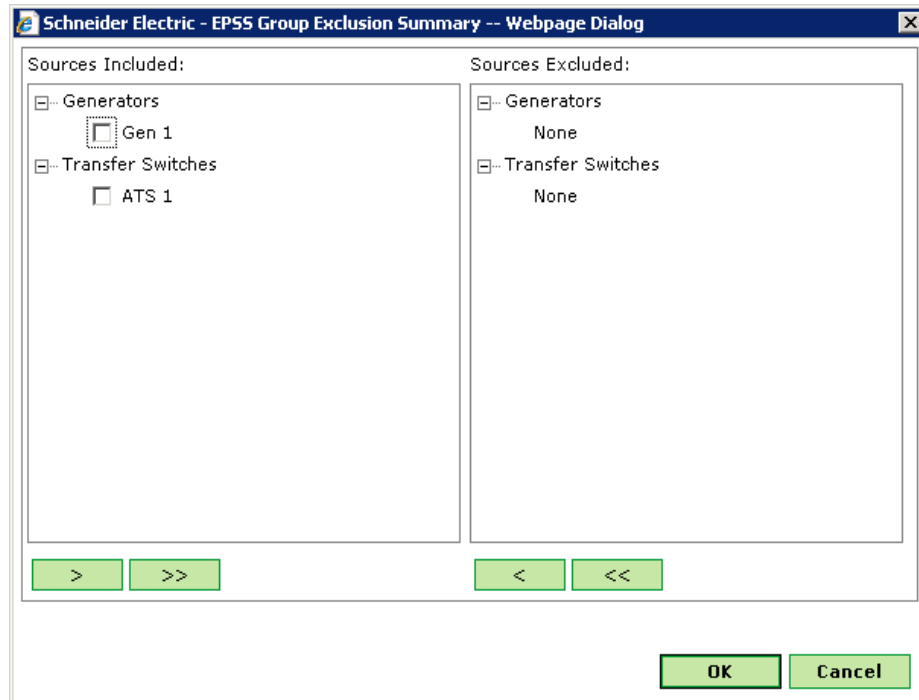 Schneider Electric - EPSS Group Exclusion Summary -- Webpage Dialog
Sources Included:
Generators
Gen 1
Transfer Switches
ATS 1
> >>
Sources Excluded:
Generators
None
Transfer Switches
None
< <<
OK Cancel